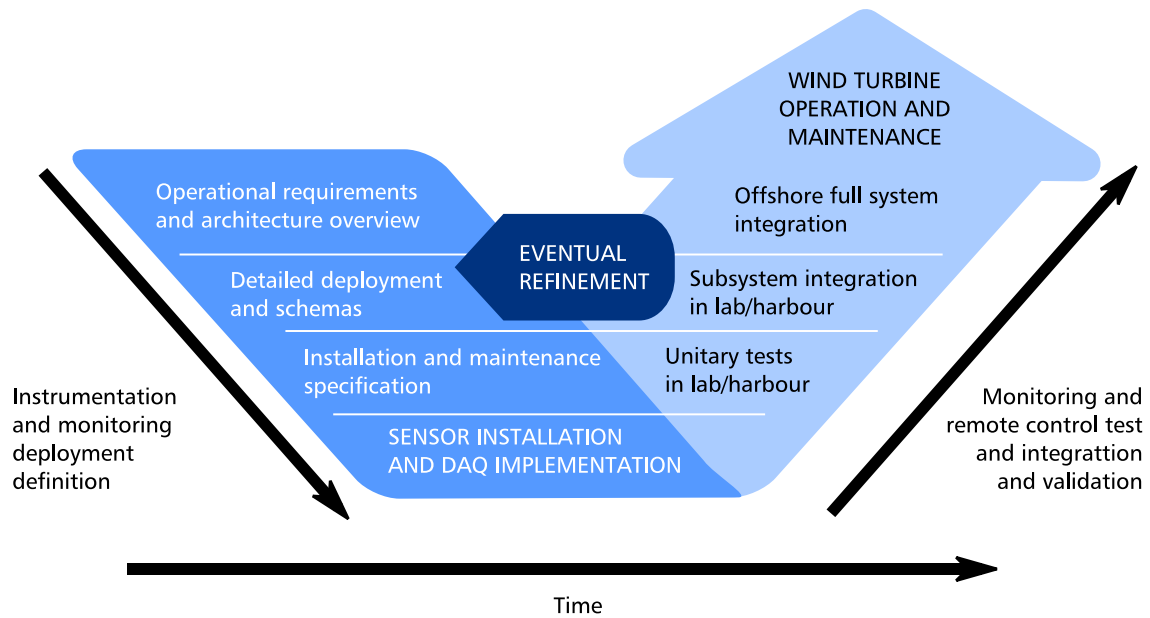 WIND TURBINE
OPERATION AND
MAINTENANCE
Operational requirements
and architecture overview
Offshore full system
integration
EVENTUAL
REFINEMENT
Detailed deployment
and schemas
Subsystem integration
in lab/harbour
Installation and maintenance
specification
Unitary tests
in lab/harbour
SENSOR INSTALLATION
AND DAQ IMPLEMENTATION
Instrumentation
and monitoring
deployment
definition
Monitoring and
remote control test
and integrattion
and validation
Time